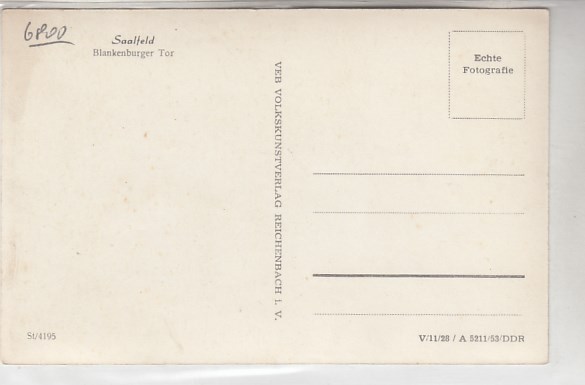 6800
Saalfeld
Blankenburger Tor
Echte
Fotografie
VEB VOLKSKUNSTVERLAG REICHENBACH i. V.
St/4195
V/11/28 / A 5211/53/DDR